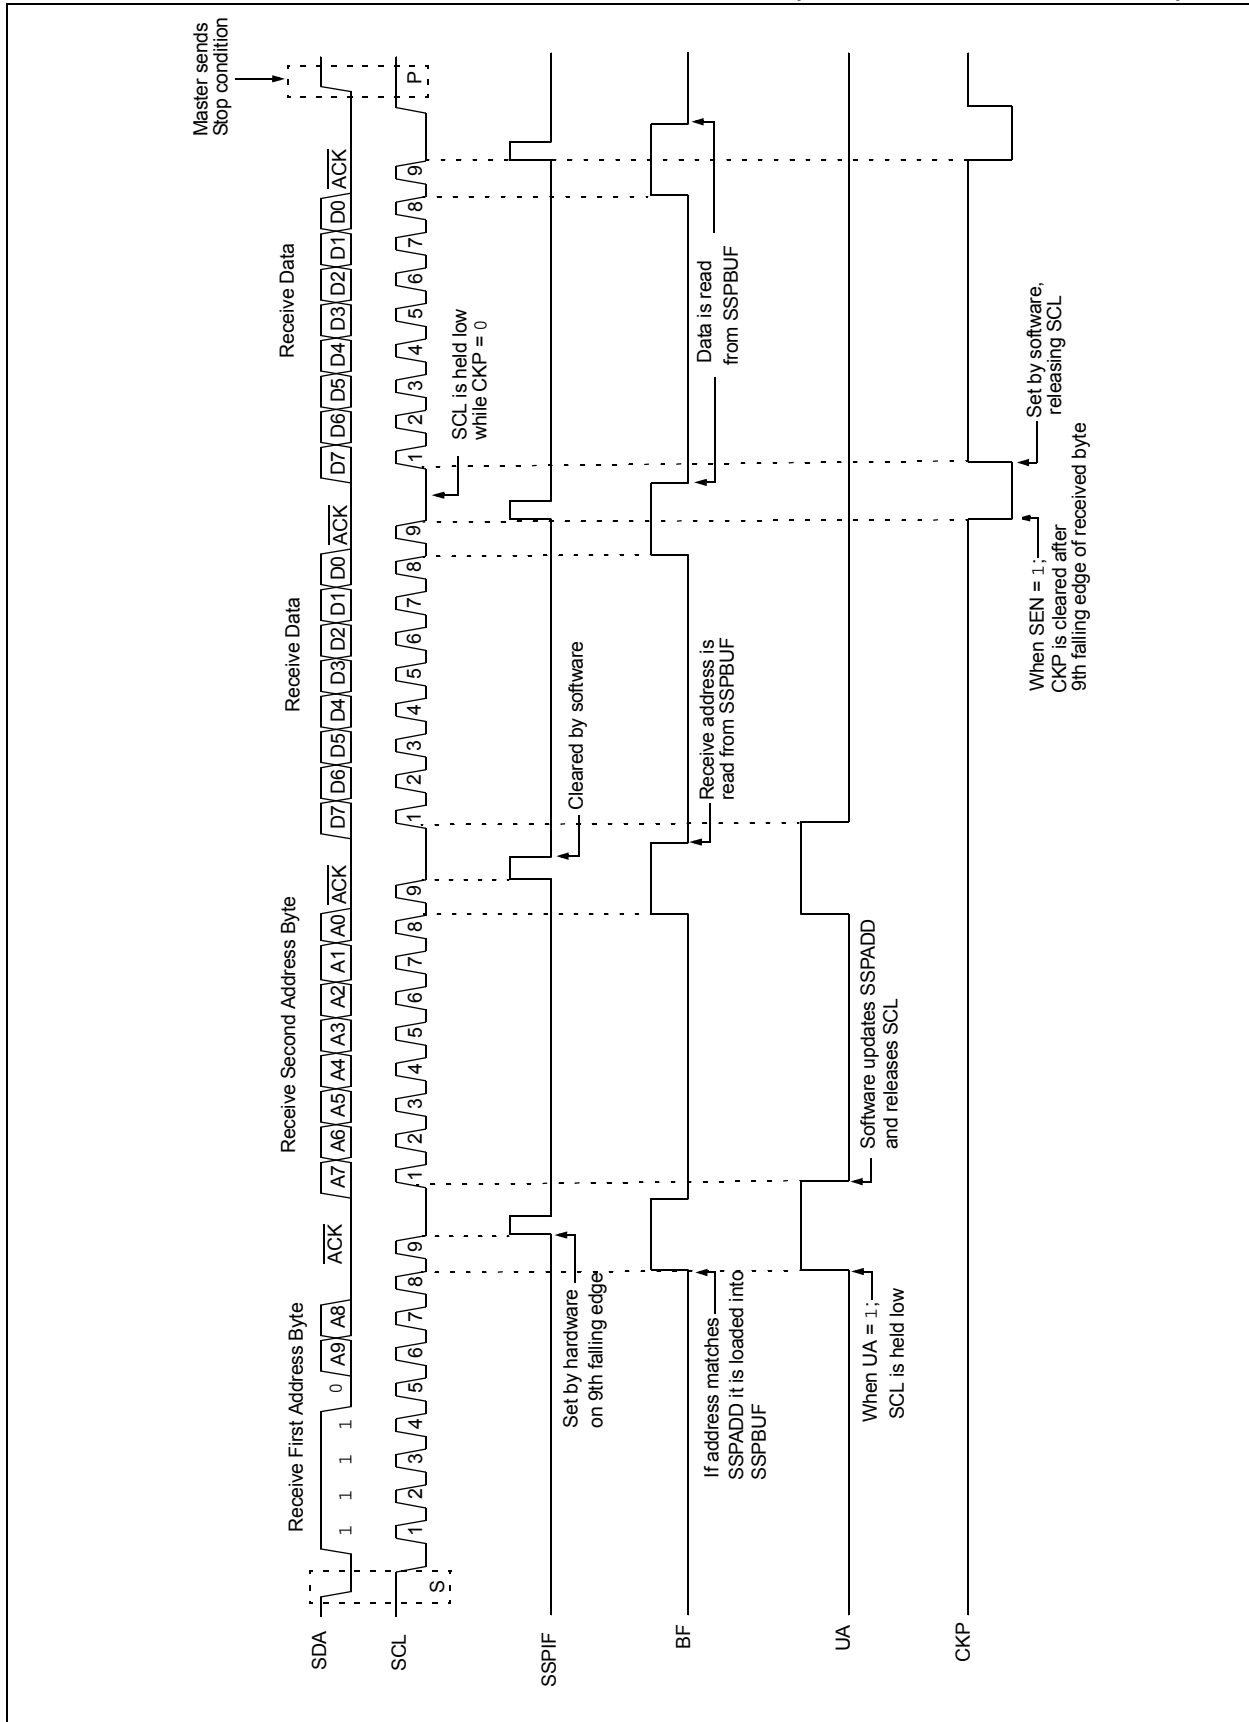 Master sends
Stop condition
Receive First Address Byte
Receive Second Address Byte
Receive Data
Receive Data
SDA
1 1 1 1 0 A9 A8 ACK
A7 A6 A5 A4 A3 A2 A1 A0 ACK
D7 D6 D5 D4 D3 D2 D1 D0 ACK
D7 D6 D5 D4 D3 D2 D1 D0 ACK
SCL
S
1 2 3 4 5 6 7 8 9
1 2 3 4 5 6 7 8 9
1 2 3 4 5 6 7 8 9
1 2 3 4 5 6 7 8 9
P
SCL is held low
while CKP = 0
SSPIF
Set by hardware
on 9th falling edge
Cleared by software
BF
If address matches
SSPADD it is loaded into
SSPBUF
Receive address is
read from SSPBUF
Data is read
from SSPBUF
UA
When UA = 1;
SCL is held low
Software updates SSPADD
and releases SCL
CKP
When SEN = 1;
CKP is cleared after
9th falling edge of received byte
Set by software,
releasing SCL